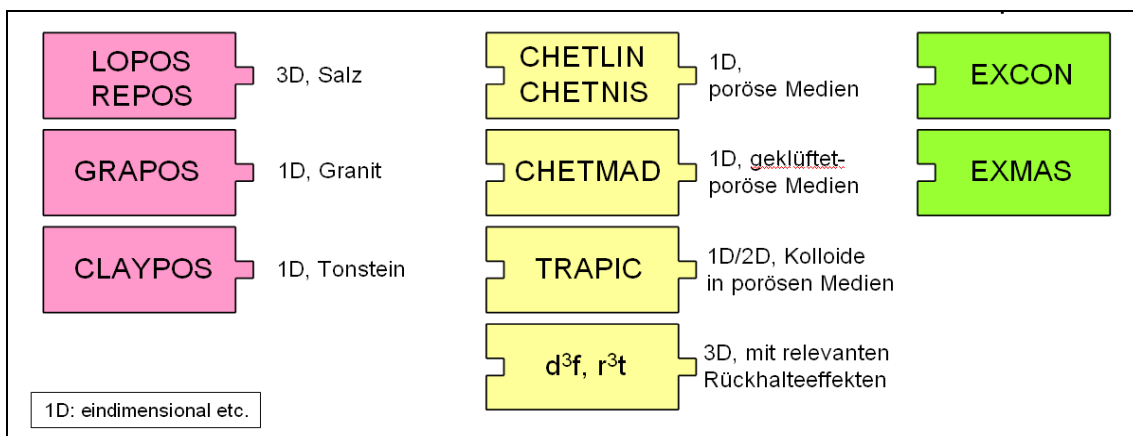 LOPOS
REPOS
3D, Salz
GRAPOS
1D, Granit
CLAYPOS
1D, Tonstein
CHETLIN
CHETNIS
1D,
poröse Medien
CHETMAD
1D, geklüftet-
poröse Medien
TRAPIC
1D/2D, Kolloide
in porösen Medien
d³f, r³t
3D, mit relevanten
Rückhalteeffekten
EXCON
EXMAS
1D: eindimensional etc.